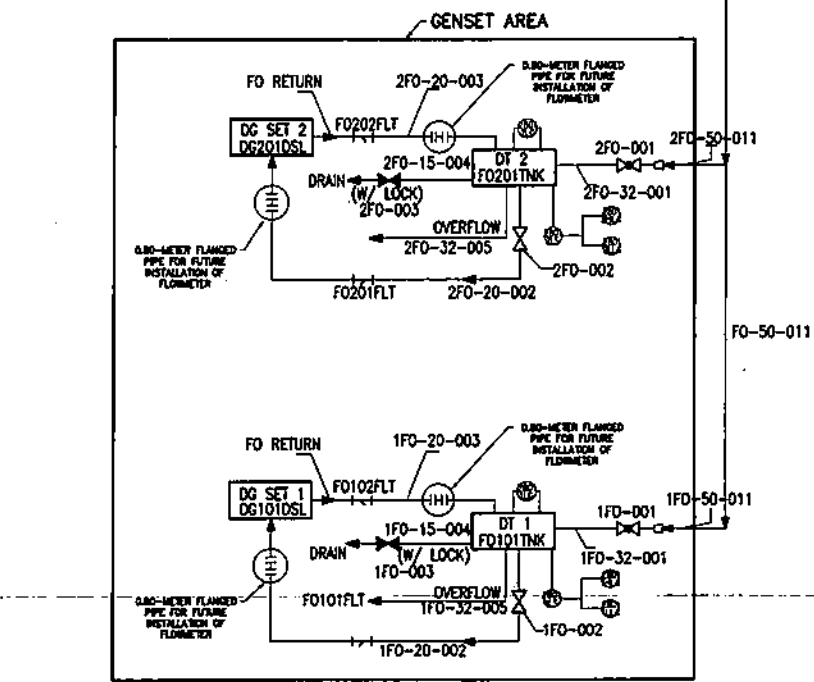 GENSET AREA
FO RETURN
2FO-20-003
0.80-METER FLANGED
PIPE FOR FUTURE
INSTALLATION OF
FLOWMETER
FO202FLT
DG SET 2
DG201DSL
2FO-001
2FO-50-011
2FO-15-004
DT 2
FO201TNK
DRAIN
(W/ LOCK)
2FO-003
2FO-32-001
OVERFLOW
2FO-32-005
0.80-METER FLANGED
PIPE FOR FUTURE
INSTALLATION OF
FLOWMETER
2FO-002
FO201FLT
2FO-20-002
FO-50-011
FO RETURN
1FO-20-003
0.80-METER FLANGED
PIPE FOR FUTURE
INSTALLATION OF
FLOWMETER
FO102FLT
DG SET 1
DG101DSL
1FO-001
1FO-50-011
1FO-15-004
DT 1
FO101TNK
DRAIN
(W/ LOCK)
1FO-003
1FO-32-001
OVERFLOW
FO101FLT
1FO-32-005
0.80-METER FLANGED
PIPE FOR FUTURE
INSTALLATION OF
FLOWMETER
1FO-002
1FO-20-002